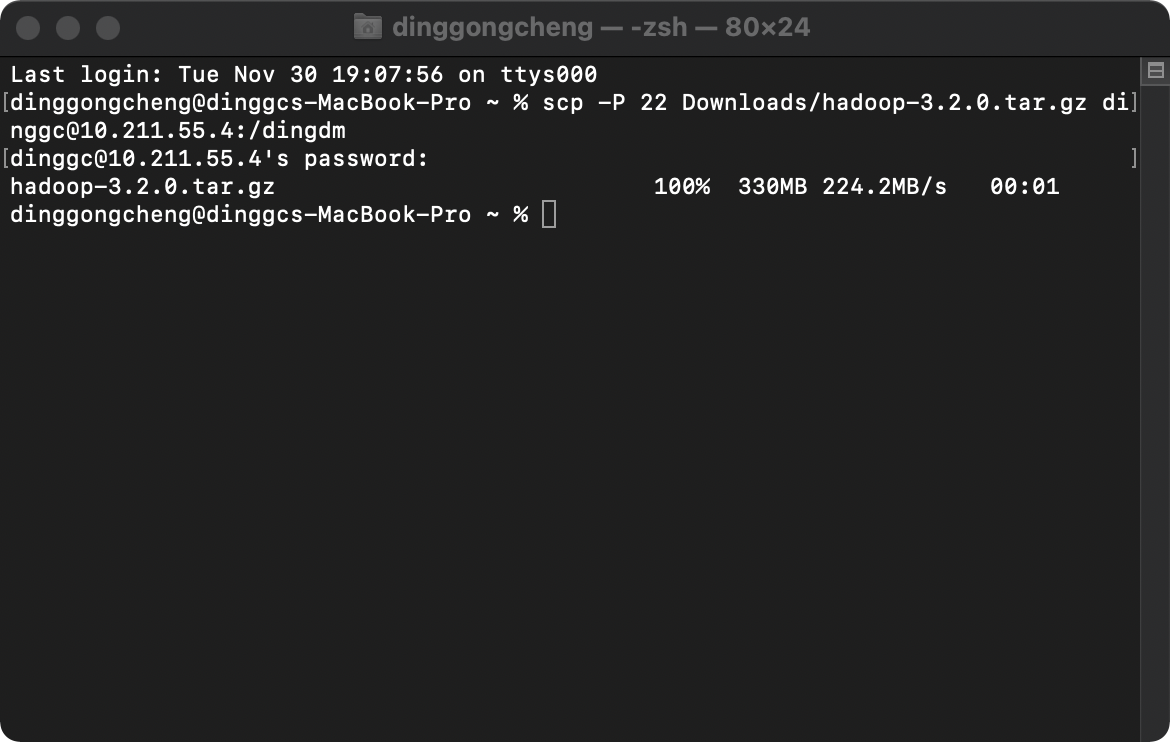 dinggongcheng — -zsh — 80×24
Last login: Tue Nov 30 19:07:56 on ttys000
[dinggongcheng@dinggcs-MacBook-Pro ~ % scp -P 22 Downloads/hadoop-3.2.0.tar.gz di]
nggc@10.211.55.4:/dingdm
[dinggc@10.211.55.4's password: ]
hadoop-3.2.0.tar.gz 100% 330MB 224.2MB/s 00:01
dinggongcheng@dinggcs-MacBook-Pro ~ %